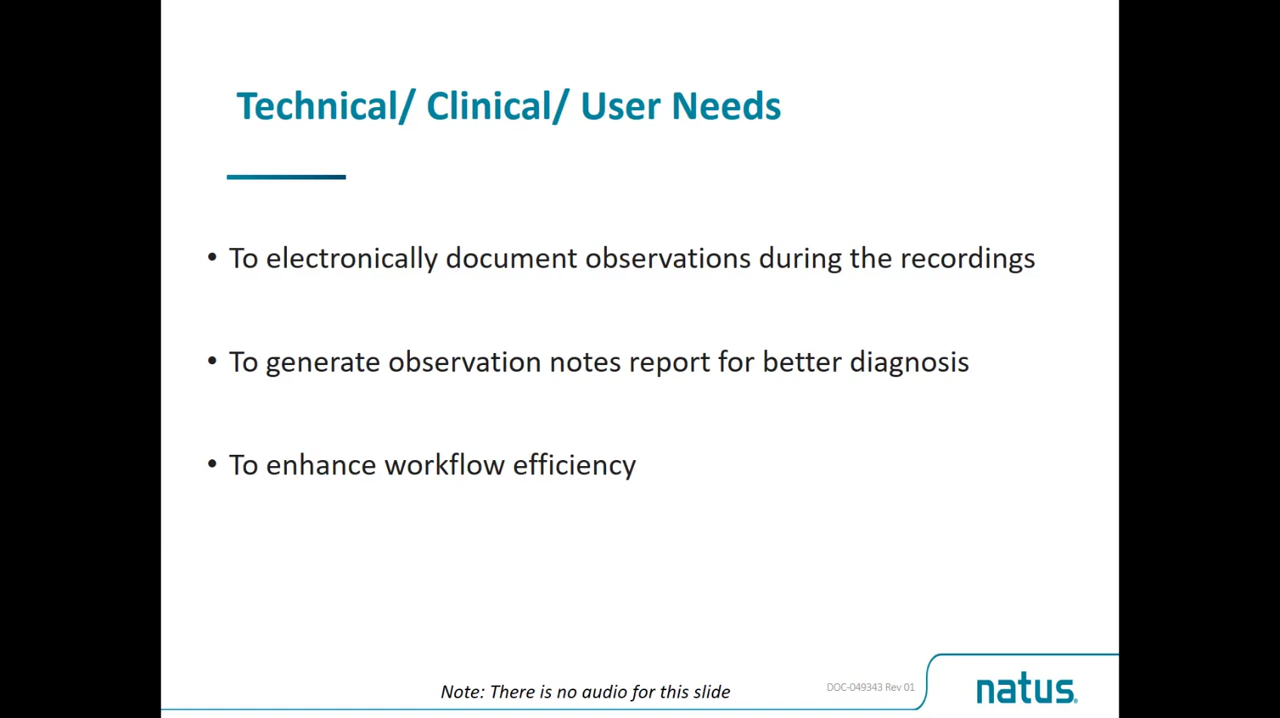 Technical/ Clinical/ User Needs
• To electronically document observations during the recordings
• To generate observation notes report for better diagnosis
• To enhance workflow efficiency
Note: There is no audio for this slide
DOC-049343 Rev 01
natus.